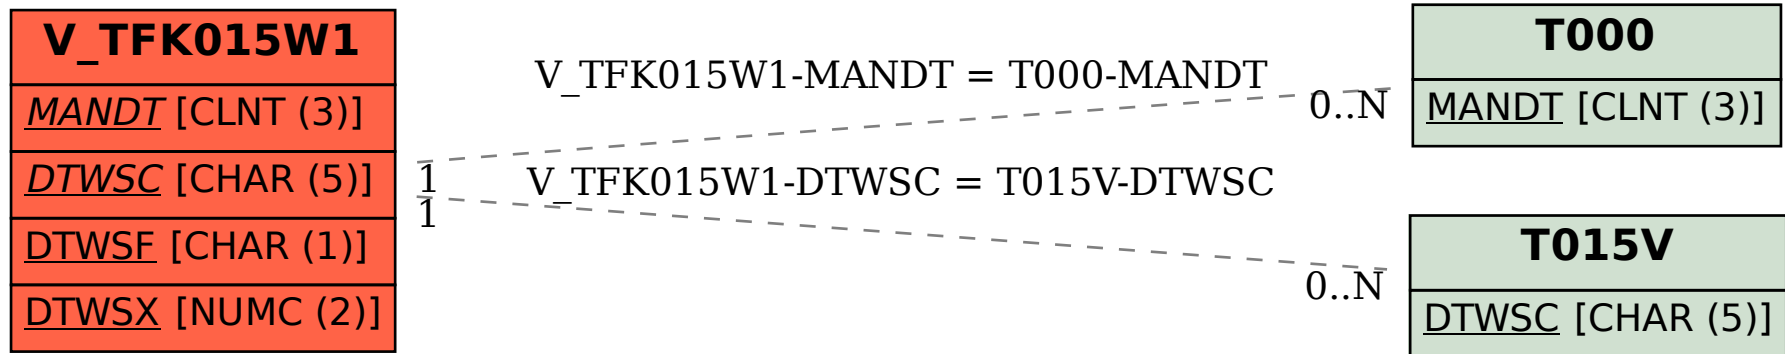 V_TFK015W1
MANDT [CLNT (3)]
DTWSC [CHAR (5)]
DTWSF [CHAR (1)]
DTWSX [NUMC (2)]
V_TFK015W1-MANDT = T000-MANDT
0..N
1
V_TFK015W1-DTWSC = T015V-DTWSC
1
0..N
T000
MANDT [CLNT (3)]
T015V
DTWSC [CHAR (5)]